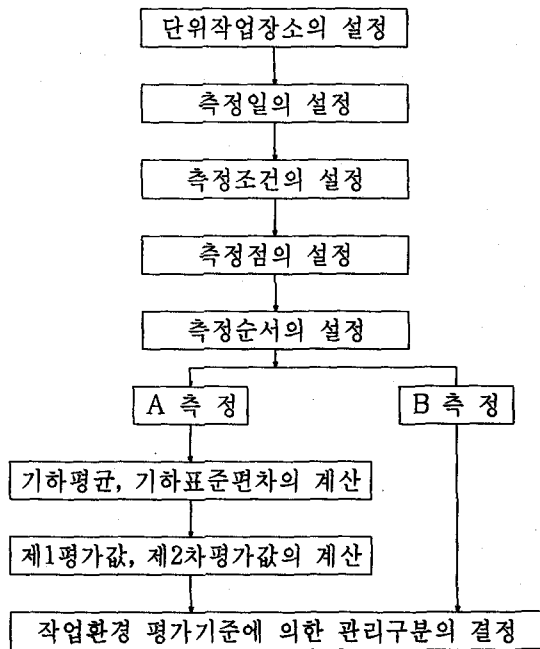 단위작업장소의 설정
측정일의 설정
측정조건의 설정
측정점의 설정
측정순서의 설정
A 측 정
B 측 정
기하평균, 기하표준편차의 계산
제1평가값, 제2차평가값의 계산
작업환경 평가기준에 의한 관리구분의 결정